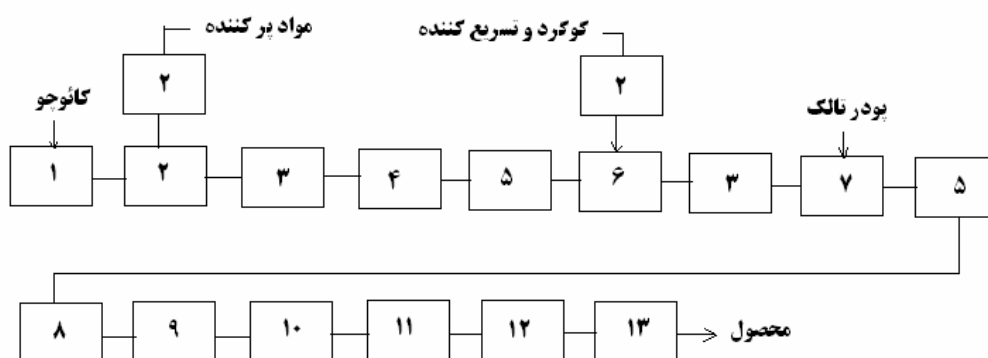 مواد پر کننده
گوگرد و تسریع کننده
۲
۲
کائوچو
پودر تالک
۱ ۲ ۳ ۴ ۵ ۶ ۳ ۷ ۵
۸ ۹ ۱۰ ۱۱ ۱۲ ۱۳ محصول